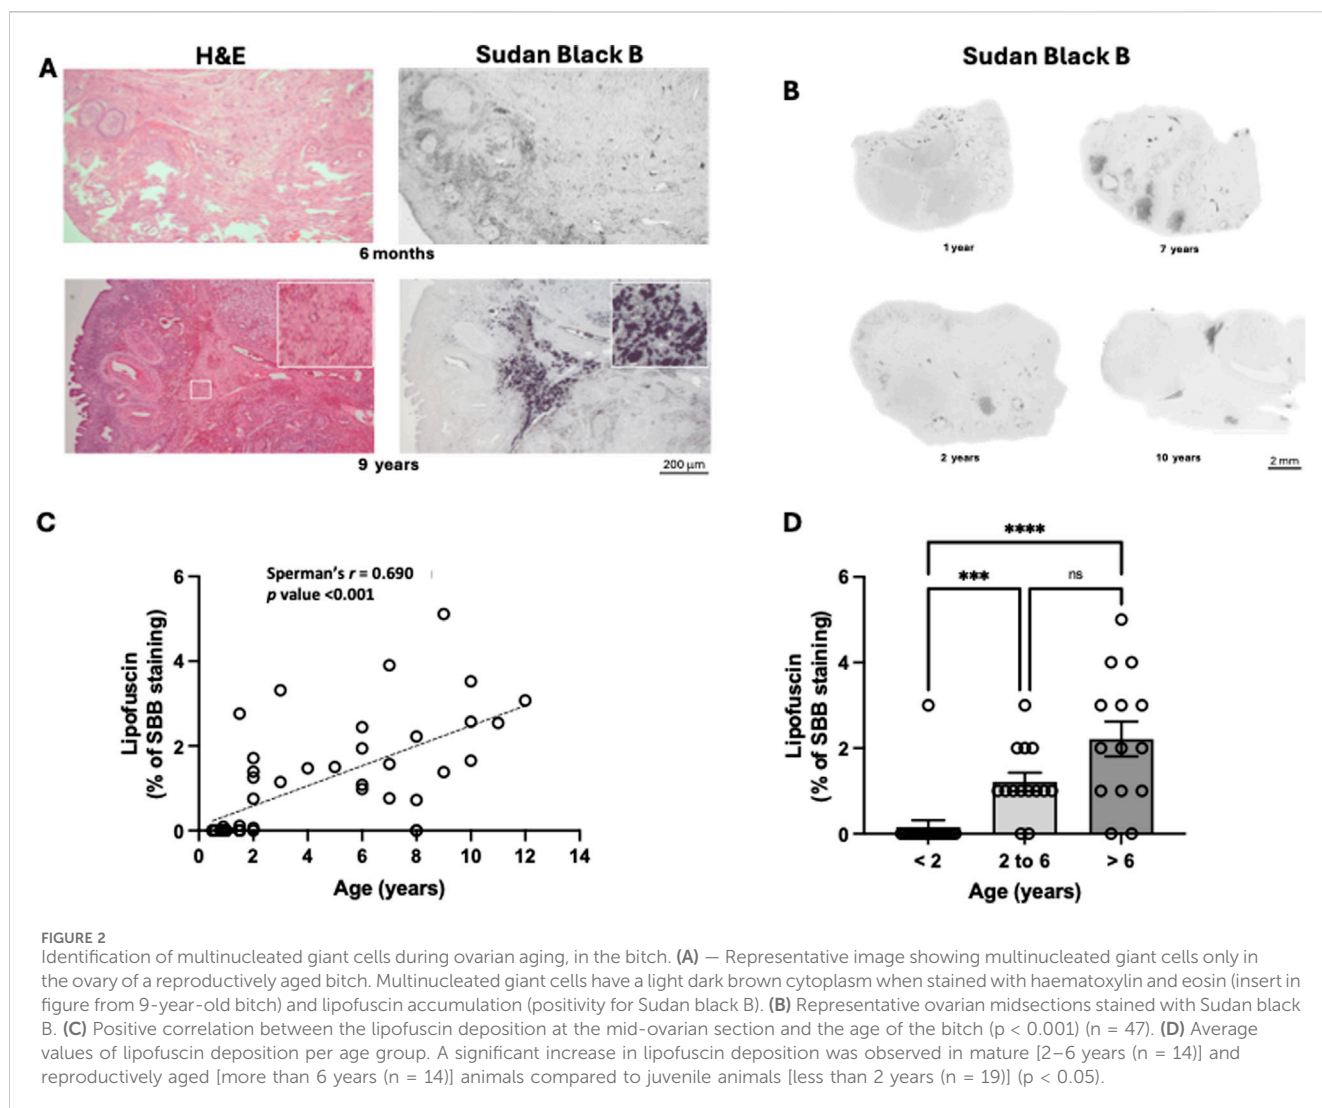 H&E
Sudan Black B
A
6 months
9 years
200 µm
Sudan Black B
B
1 year
7 years
2 years
10 years
2 mm
C
Sperman's r = 0.690
p value <0.001
Lipofuscin
(% of SBB staining)
6
4
2
0
0 2 4 6 8 10 12 14
Age (years)
D
****
***
ns
Lipofuscin
(% of SBB staining)
6
4
2
0
< 2 2 to 6 > 6
Age (years)
FIGURE 2
Identification of multinucleated giant cells during ovarian aging, in the bitch. (A) — Representative image showing multinucleated giant cells only in
the ovary of a reproductively aged bitch. Multinucleated giant cells have a light dark brown cytoplasm when stained with haematoxylin and eosin (insert in
figure from 9-year-old bitch) and lipofuscin accumulation (positivity for Sudan black B). (B) Representative ovarian midsections stained with Sudan black
B. (C) Positive correlation between the lipofuscin deposition at the mid-ovarian section and the age of the bitch (p < 0.001) (n = 47). (D) Average
values of lipofuscin deposition per age group. A significant increase in lipofuscin deposition was observed in mature [2–6 years (n = 14)] and
reproductively aged [more than 6 years (n = 14)] animals compared to juvenile animals [less than 2 years (n = 19)] (p < 0.05).